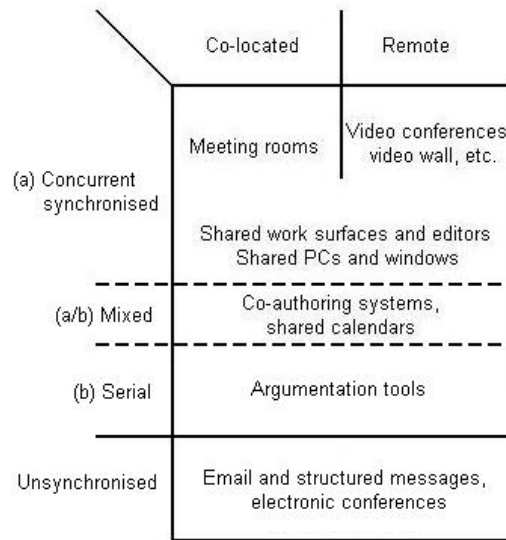 Co-located
Remote
Meeting rooms
Video conferences
video wall, etc.
(a) Concurrent
synchronised
Shared work surfaces and editors
Shared PCs and windows
(a/b) Mixed
Co-authoring systems,
shared calendars
(b) Serial
Argumentation tools
Unsynchronised
Email and structured messages,
electronic conferences